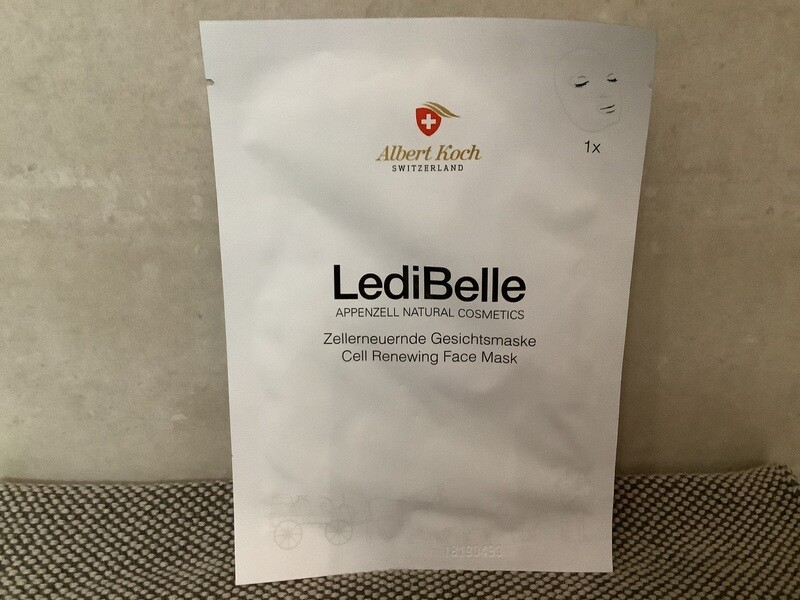 1x
Albert Koch
SWITZERLAND
LediBelle
APPENZELL NATURAL COSMETICS
Zellerneuernde Gesichtsmaske
Cell Renewing Face Mask